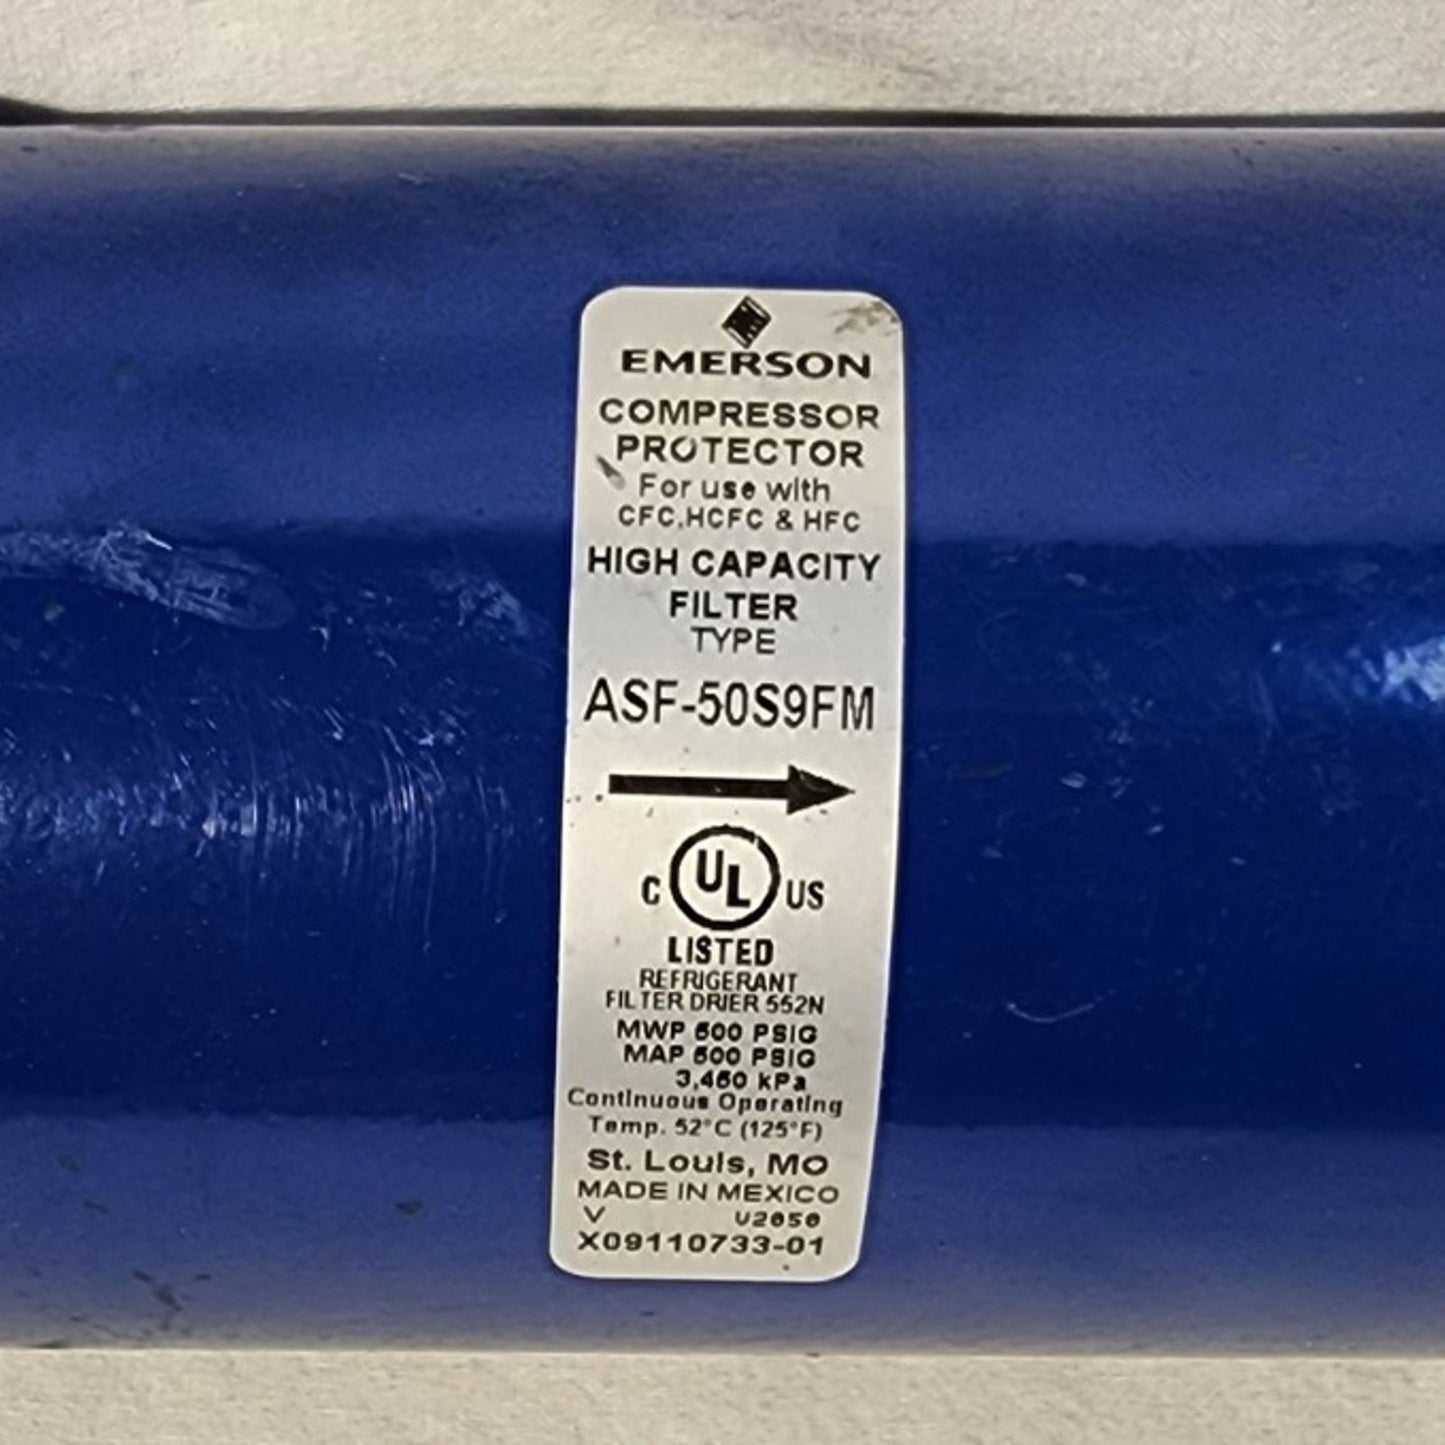 EMERSON
COMPRESSOR
PROTECTOR
For use with
CFC,HCFC & HFC
HIGH CAPACITY
FILTER
TYPE
ASF-50S9FM
C UL US
LISTED
REFRIGERANT
FILTER DRIER 552N
MWP 500 PSIG
MAP 500 PSIG
3,450 kPa
Continuous Operating
Temp. 52°C (125°F)
St. Louis, MO
MADE IN MEXICO
V U2050
X09110733-01